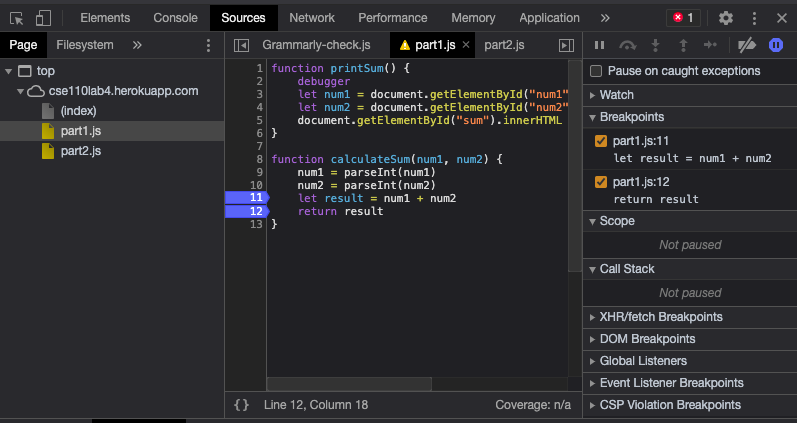 Elements Console Sources Network Performance Memory Application » 1
Page Filesystem »
Grammarly-check.js part1.js × part2.js
top
cse110lab4.herokuapp.com
(index)
part1.js
part2.js
1 function printSum() {
2 debugger
3 let num1 = document.getElementById("num1"
4 let num2 = document.getElementById("num2"
5 document.getElementById("sum").innerHTML
6 }
7
8 function calculateSum(num1, num2) {
9 num1 = parseInt(num1)
10 num2 = parseInt(num2)
11 let result = num1 + num2
12 return result
13 }
{} Line 12, Column 18 Coverage: n/a
Pause on caught exceptions
Watch
Breakpoints
part1.js:11
let result = num1 + num2
part1.js:12
return result
Scope
Not paused
Call Stack
Not paused
XHR/fetch Breakpoints
DOM Breakpoints
Global Listeners
Event Listener Breakpoints
CSP Violation Breakpoints